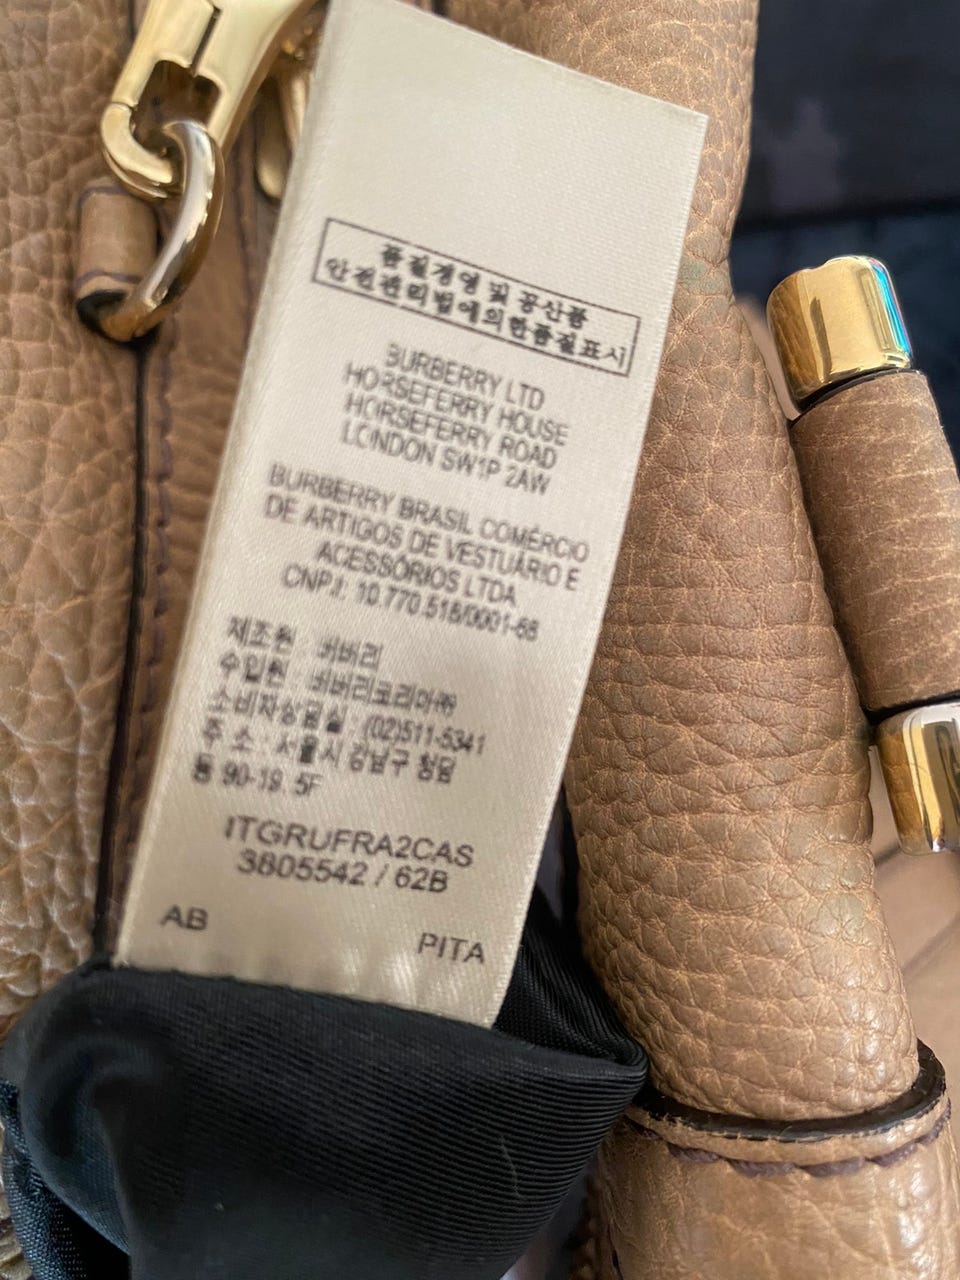 품질경영 및 공산품
안전관리법에의한품질표시
BURBERRY LTD
HORSEFERRY HOUSE
HORSEFERRY ROAD
LONDON SW1P 2AW
BURBERRY BRASIL COMÉRCIO
DE ARTIGOS DE VESTUÁRIO E
ACESSÓRIOS LTDA
CNPJ: 10.770.518/0001-68
제조원 : 버버리
수입원 : 버버리코리아㈜
소비자상담실 : (02)511-5341
주 소 : 서울시 강남구 청담
동 90-19. 5F
ITGRUFRA2CAS
3805542 / 62B
AB
PITA